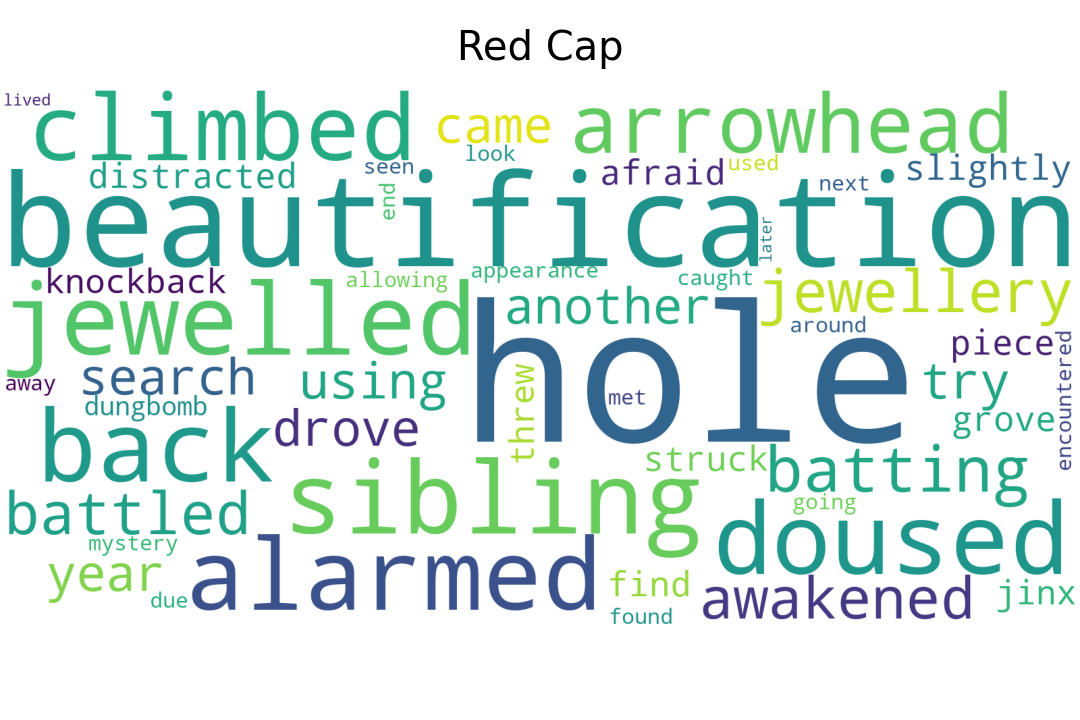 Red Cap
lived
climbed
came
arrowhead
look
distracted
seen
afraid
used
next
slightly
end
beautification
later
knockback
allowing
appearance
caught
jewellery
jewelled
another
hole
around
piece
encountered
away
search
using
threw
met
try
dungbomb
drove
grove
back
sibling
struck
batting
battled
going
doused
mystery
year
due
alarmed
find
found
awakened
jinx